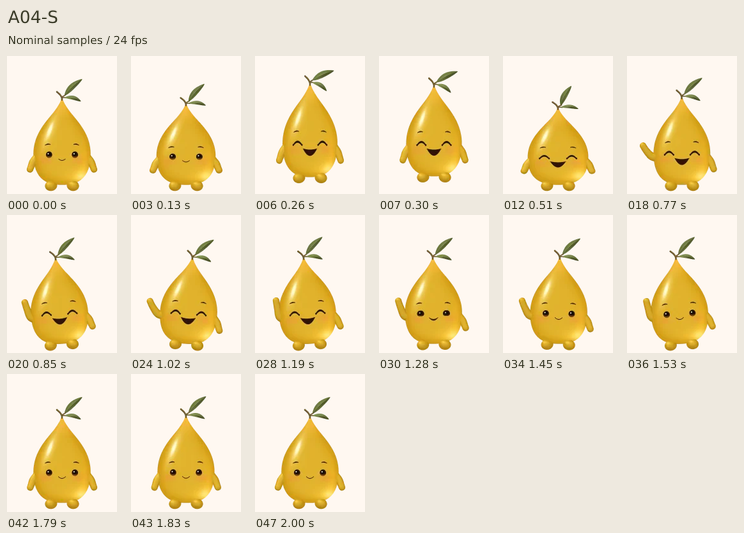 A04-S
Nominal samples / 24 fps
000 0.00 s
003 0.13 s
006 0.26 s
007 0.30 s
012 0.51 s
018 0.77 s
020 0.85 s
024 1.02 s
028 1.19 s
030 1.28 s
034 1.45 s
036 1.53 s
042 1.79 s
043 1.83 s
047 2.00 s